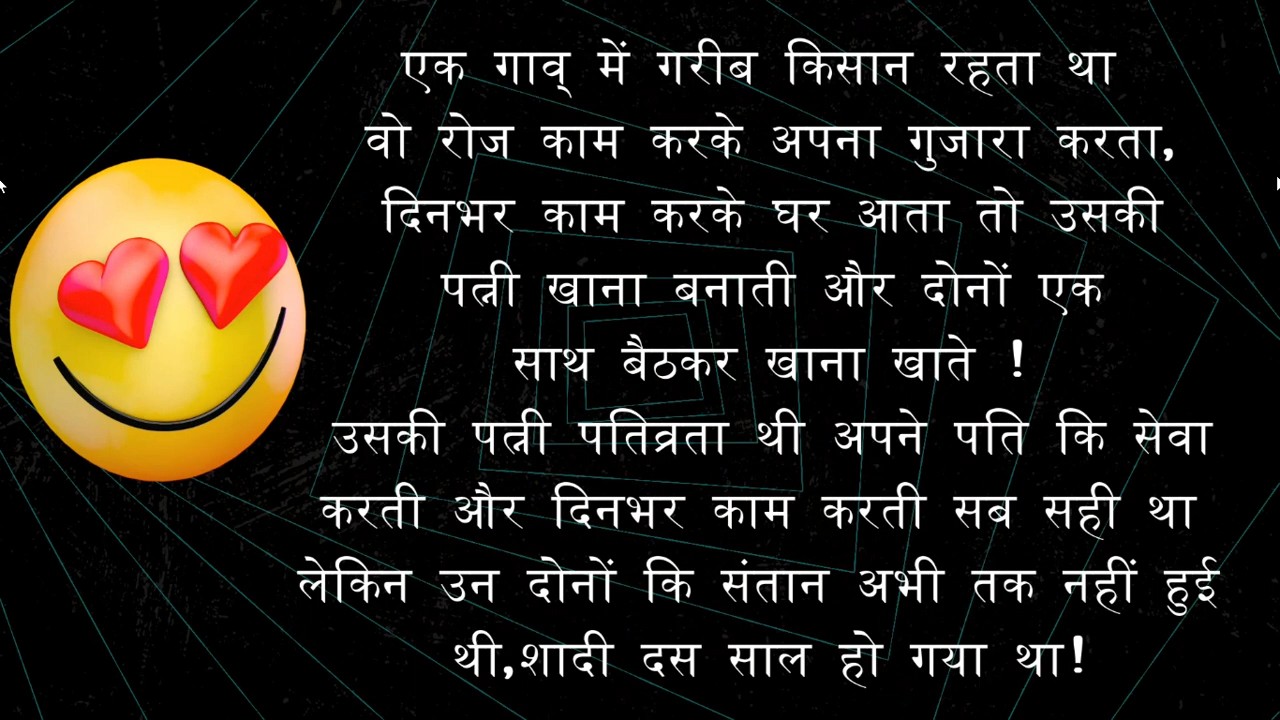 एक गाव् में गरीब किसान रहता था
वो रोज काम करके अपना गुजारा करता,
दिनभर काम करके घर आता तो उसकी
पत्नी खाना बनाती और दोनों एक
साथ बैठकर खाना खाते !
उसकी पत्नी पतिव्रता थी अपने पति कि सेवा
करती और दिनभर काम करती सब सही था
लेकिन उन दोनों कि संतान अभी तक नहीं हुई
थी,शादी दस साल हो गया था!